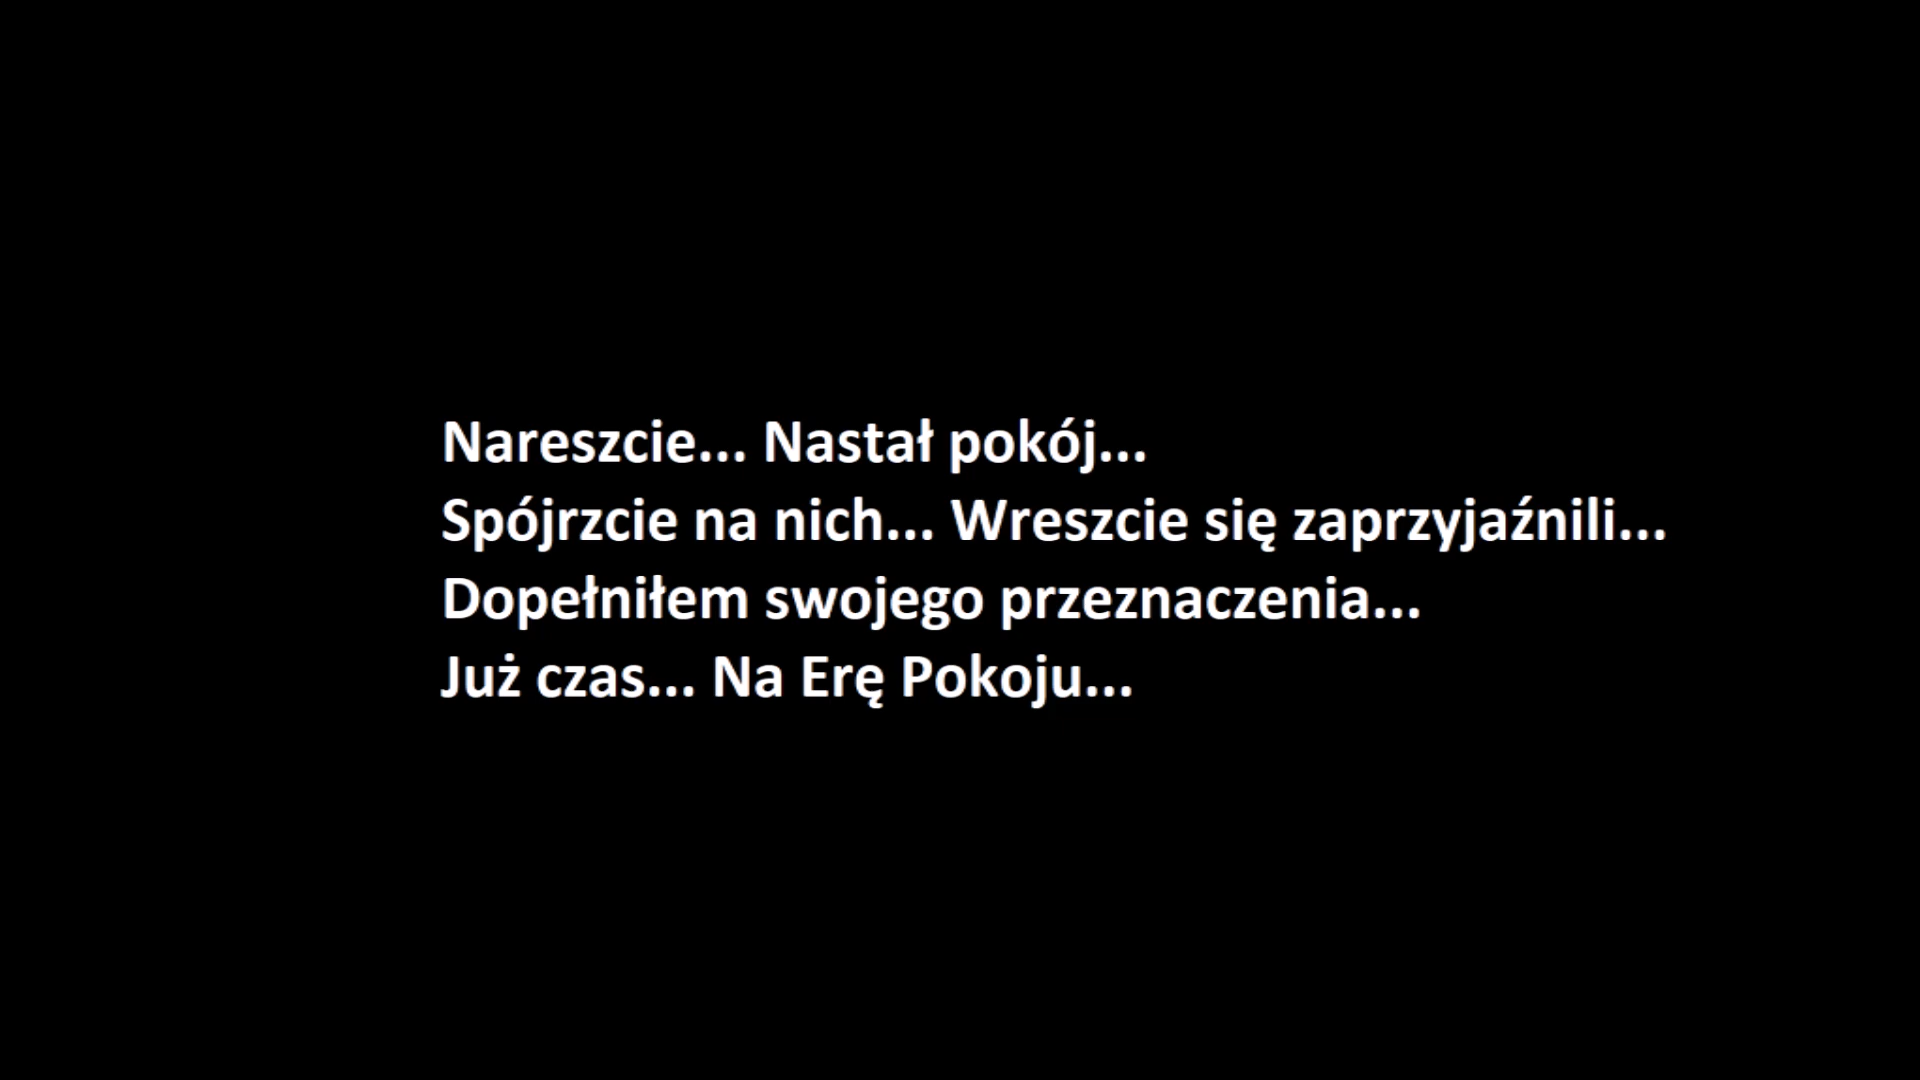 Nareszcie... Nastał pokój...
Spójrzcie na nich... Wreszcie się zaprzyjaźnili...
Dopełniłem swojego przeznaczenia...
Już czas... Na Erę Pokoju...